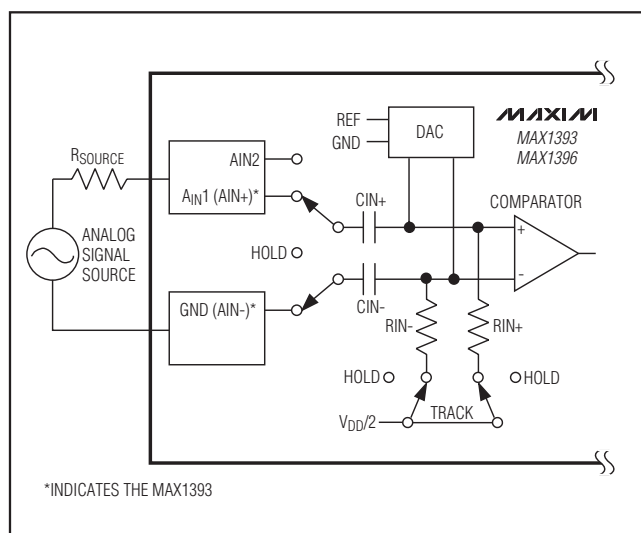 MAXIM
MAX1393
MAX1396
REF
GND
DAC
RSOURCE
AIN2
AIN1 (AIN+)*
CIN+
COMPARATOR
+
-
ANALOG
SIGNAL
SOURCE
HOLD
GND (AIN-)*
CIN-
RIN-
RIN+
HOLD
HOLD
VDD/2
TRACK
*INDICATES THE MAX1393